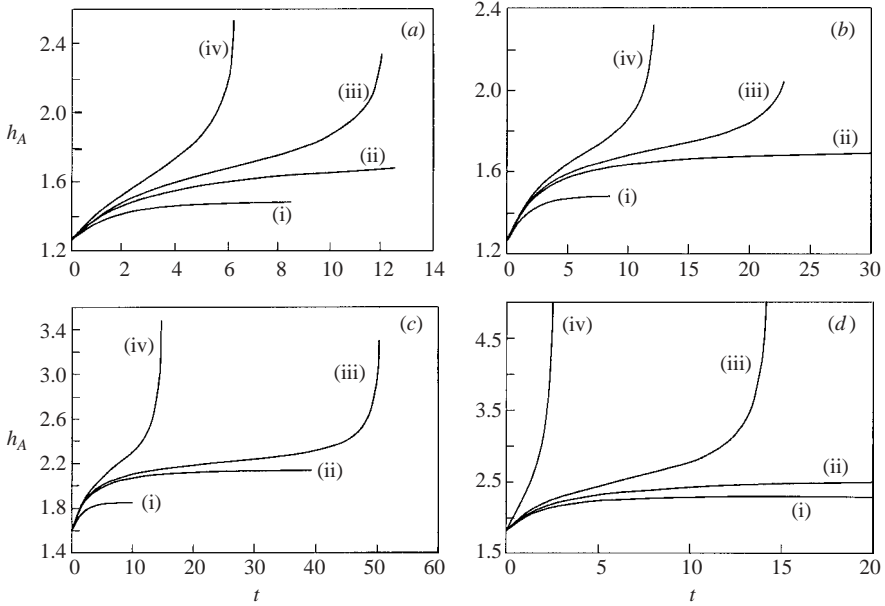 2.4
2.0
1.6
1.2
h_A
(iv)
(iii)
(ii)
(i)
(a)
0 2 4 6 8 10 12 14
2.4
2.0
1.6
1.2
(iv)
(iii)
(ii)
(i)
(b)
0 5 10 15 20 25 30
3.4
3.0
2.6
2.2
1.8
1.4
h_A
(iv)
(iii)
(ii)
(i)
(c)
0 10 20 30 40 50 60
t
4.5
3.5
2.5
1.5
(iv)
(iii)
(ii)
(i)
(d)
0 5 10 15 20
t